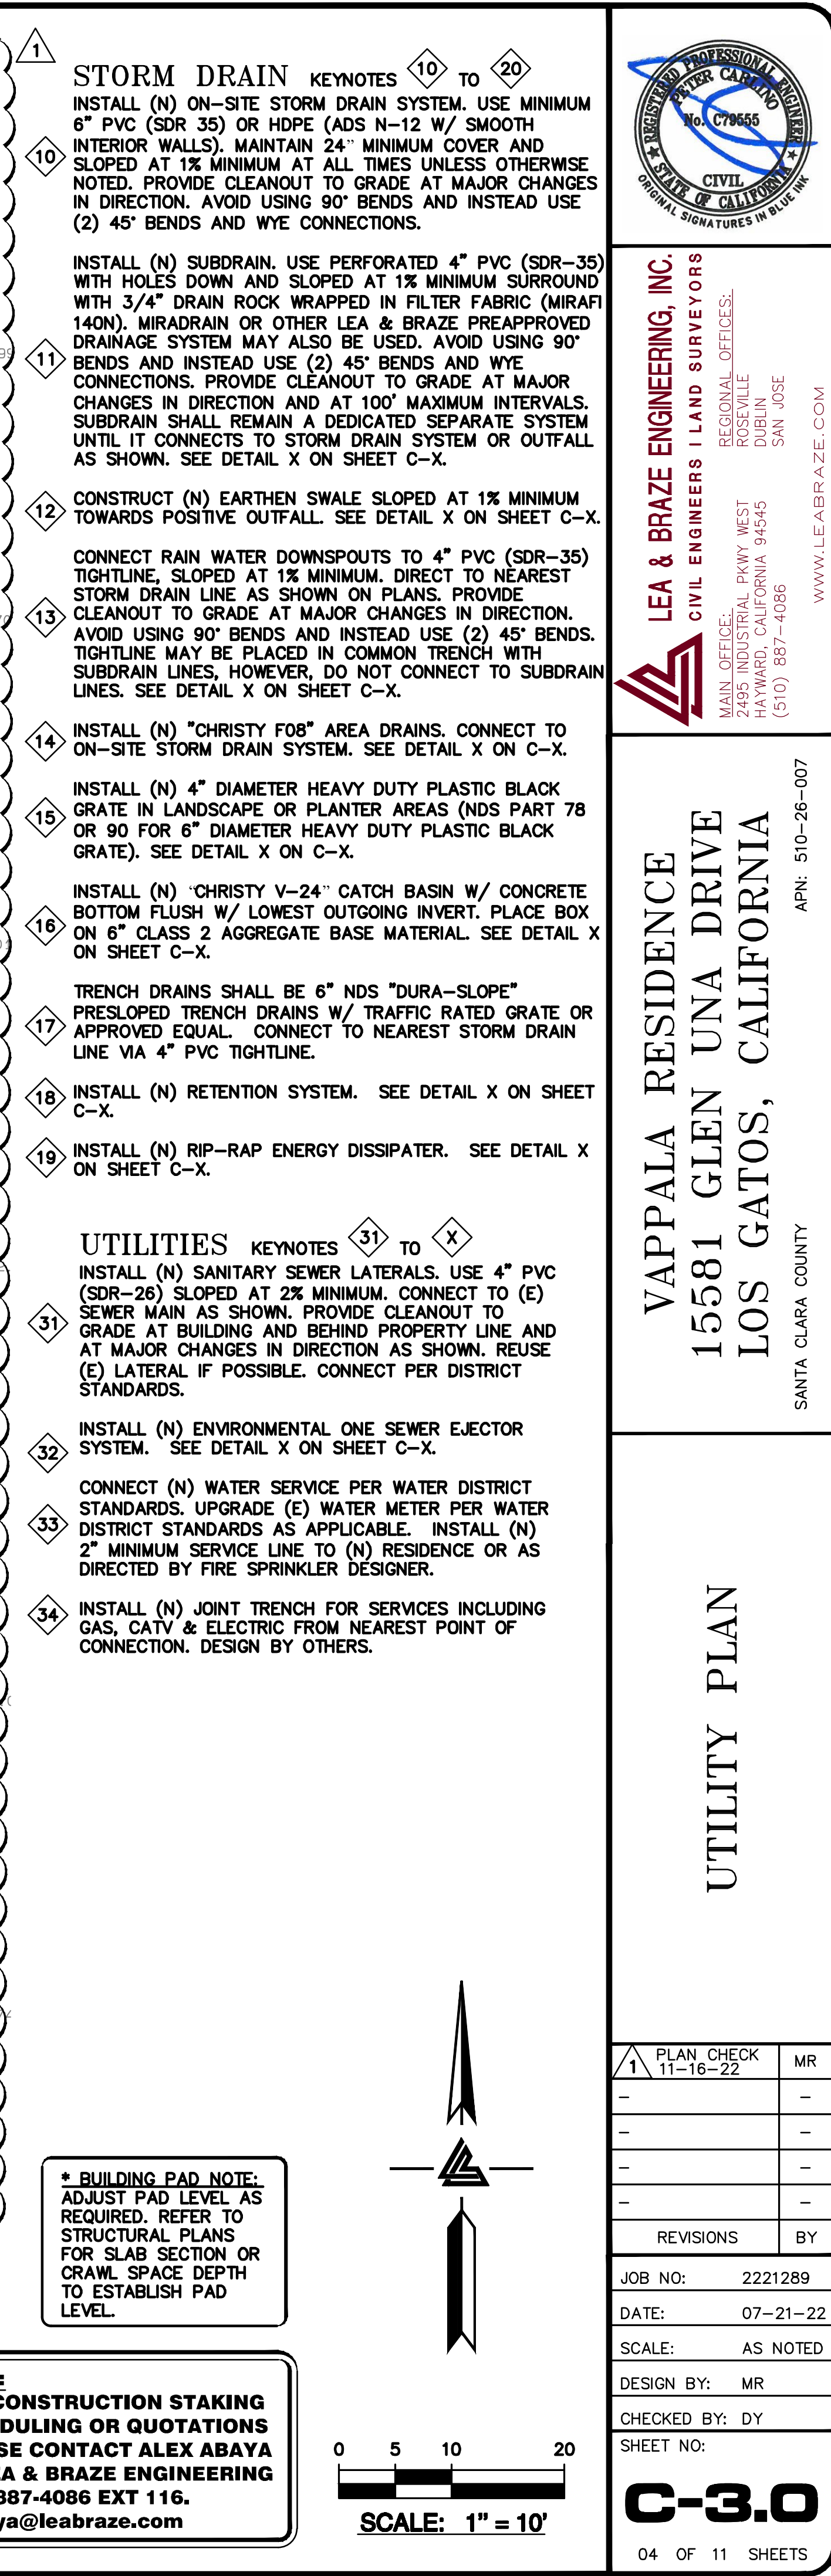 1
STORM DRAIN KEYNOTES 10 TO 20
10
INSTALL (N) ON-SITE STORM DRAIN SYSTEM. USE MINIMUM
6" PVC (SDR 35) OR HDPE (ADS N-12 W/ SMOOTH
INTERIOR WALLS). MAINTAIN 24" MINIMUM COVER AND
SLOPED AT 1% MINIMUM AT ALL TIMES UNLESS OTHERWISE
NOTED. PROVIDE CLEANOUT TO GRADE AT MAJOR CHANGES
IN DIRECTION. AVOID USING 90° BENDS AND INSTEAD USE
(2) 45° BENDS AND WYE CONNECTIONS.
11
INSTALL (N) SUBDRAIN. USE PERFORATED 4" PVC (SDR-35)
WITH HOLES DOWN AND SLOPED AT 1% MINIMUM SURROUND
WITH 3/4" DRAIN ROCK WRAPPED IN FILTER FABRIC (MIRAFI
140N). MIRADRAIN OR OTHER LEA & BRAZE PREAPPROVED
DRAINAGE SYSTEM MAY ALSO BE USED. AVOID USING 90°
BENDS AND INSTEAD USE (2) 45° BENDS AND WYE
CONNECTIONS. PROVIDE CLEANOUT TO GRADE AT MAJOR
CHANGES IN DIRECTION AND AT 100' MAXIMUM INTERVALS.
SUBDRAIN SHALL REMAIN A DEDICATED SEPARATE SYSTEM
UNTIL IT CONNECTS TO STORM DRAIN SYSTEM OR OUTFALL
AS SHOWN. SEE DETAIL X ON SHEET C-X.
12
CONSTRUCT (N) EARTHEN SWALE SLOPED AT 1% MINIMUM
TOWARDS POSITIVE OUTFALL. SEE DETAIL X ON SHEET C-X.
13
CONNECT RAIN WATER DOWNSPOUTS TO 4" PVC (SDR-35)
TIGHTLINE, SLOPED AT 1% MINIMUM. DIRECT TO NEAREST
STORM DRAIN LINE AS SHOWN ON PLANS. PROVIDE
CLEANOUT TO GRADE AT MAJOR CHANGES IN DIRECTION.
AVOID USING 90° BENDS AND INSTEAD USE (2) 45° BENDS.
TIGHTLINE MAY BE PLACED IN COMMON TRENCH WITH
SUBDRAIN LINES, HOWEVER, DO NOT CONNECT TO SUBDRAIN
LINES. SEE DETAIL X ON SHEET C-X.
14
INSTALL (N) "CHRISTY F08" AREA DRAINS. CONNECT TO
ON-SITE STORM DRAIN SYSTEM. SEE DETAIL X ON C-X.
15
INSTALL (N) 4" DIAMETER HEAVY DUTY PLASTIC BLACK
GRATE IN LANDSCAPE OR PLANTER AREAS (NDS PART 78
OR 90 FOR 6" DIAMETER HEAVY DUTY PLASTIC BLACK
GRATE). SEE DETAIL X ON C-X.
16
INSTALL (N) "CHRISTY V-24" CATCH BASIN W/ CONCRETE
BOTTOM FLUSH W/ LOWEST OUTGOING INVERT. PLACE BOX
ON 6" CLASS 2 AGGREGATE BASE MATERIAL. SEE DETAIL X
ON SHEET C-X.
17
TRENCH DRAINS SHALL BE 6" NDS "DURA-SLOPE"
PRESLOPED TRENCH DRAINS W/ TRAFFIC RATED GRATE OR
APPROVED EQUAL. CONNECT TO NEAREST STORM DRAIN
LINE VIA 4" PVC TIGHTLINE.
18
INSTALL (N) RETENTION SYSTEM. SEE DETAIL X ON SHEET
C-X.
19
INSTALL (N) RIP-RAP ENERGY DISSIPATER. SEE DETAIL X
ON SHEET C-X.
UTILITIES KEYNOTES 31 TO X
31
INSTALL (N) SANITARY SEWER LATERALS. USE 4" PVC
(SDR-26) SLOPED AT 2% MINIMUM. CONNECT TO (E)
SEWER MAIN AS SHOWN. PROVIDE CLEANOUT TO
GRADE AT BUILDING AND BEHIND PROPERTY LINE AND
AT MAJOR CHANGES IN DIRECTION AS SHOWN. REUSE
(E) LATERAL IF POSSIBLE. CONNECT PER DISTRICT
STANDARDS.
32
INSTALL (N) ENVIRONMENTAL ONE SEWER EJECTOR
SYSTEM. SEE DETAIL X ON SHEET C-X.
33
CONNECT (N) WATER SERVICE PER WATER DISTRICT
STANDARDS. UPGRADE (E) WATER METER PER WATER
DISTRICT STANDARDS AS APPLICABLE. INSTALL (N)
2" MINIMUM SERVICE LINE TO (N) RESIDENCE OR AS
DIRECTED BY FIRE SPRINKLER DESIGNER.
34
INSTALL (N) JOINT TRENCH FOR SERVICES INCLUDING
GAS, CATV & ELECTRIC FROM NEAREST POINT OF
CONNECTION. DESIGN BY OTHERS.
* BUILDING PAD NOTE:
ADJUST PAD LEVEL AS
REQUIRED. REFER TO
STRUCTURAL PLANS
FOR SLAB SECTION OR
CRAWL SPACE DEPTH
TO ESTABLISH PAD
LEVEL.
CONSTRUCTION STAKING
DULING OR QUOTATIONS
SE CONTACT ALEX ABAYA
A & BRAZE ENGINEERING
887-4086 EXT 116.
ya@leabraze.com
0 5 10 20
SCALE: 1" = 10'
REGISTERED PROFESSIONAL ENGINEER
PETER CARLINO
No. C79555
CIVIL
STATE OF CALIFORNIA
ORIGINAL SIGNATURES IN BLUE INK
LEA & BRAZE ENGINEERING, INC.
CIVIL ENGINEERS | LAND SURVEYORS
MAIN OFFICE:
2495 INDUSTRIAL PKWY WEST
HAYWARD, CALIFORNIA 94545
(510) 887-4086
REGIONAL OFFICES:
ROSEVILLE
DUBLIN
SAN JOSE
WWW.LEABRAZE.COM
VAPPALA RESIDENCE
15581 GLEN UNA DRIVE
LOS GATOS, CALIFORNIA
SANTA CLARA COUNTY
APN: 510-26-007
UTILITY PLAN
1 PLAN CHECK MR
11-16-22
- -
- -
- -
- -
REVISIONS BY
JOB NO: 2221289
DATE: 07-21-22
SCALE: AS NOTED
DESIGN BY: MR
CHECKED BY: DY
SHEET NO:
C-3.0
04 OF 11 SHEETS